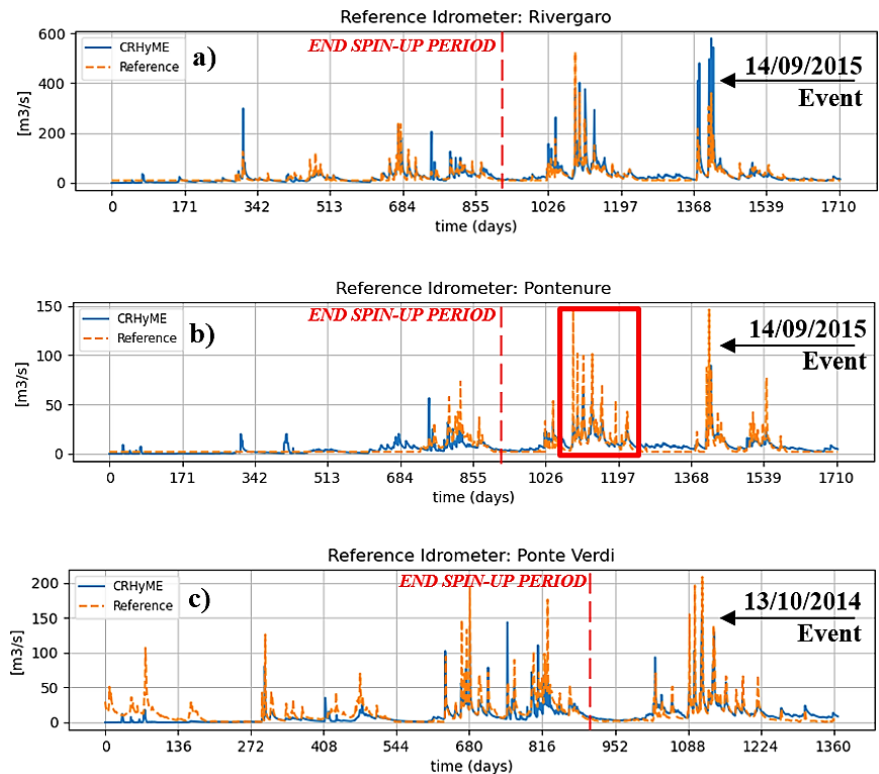 Reference Idrometer: Rivergaro
600
400
200
0
[m3/s]
CRHyME
Reference
a)
END SPIN-UP PERIOD
14/09/2015
Event
0 171 342 513 684 855 1026 1197 1368 1539 1710
time (days)
Reference Idrometer: Pontenure
150
100
50
0
[m3/s]
CRHyME
Reference
b)
END SPIN-UP PERIOD
14/09/2015
Event
0 171 342 513 684 855 1026 1197 1368 1539 1710
time (days)
Reference Idrometer: Ponte Verdi
200
150
100
50
0
[m3/s]
CRHyME
Reference
c)
END SPIN-UP PERIOD
13/10/2014
Event
0 136 272 408 544 680 816 952 1088 1224 1360
time (days)